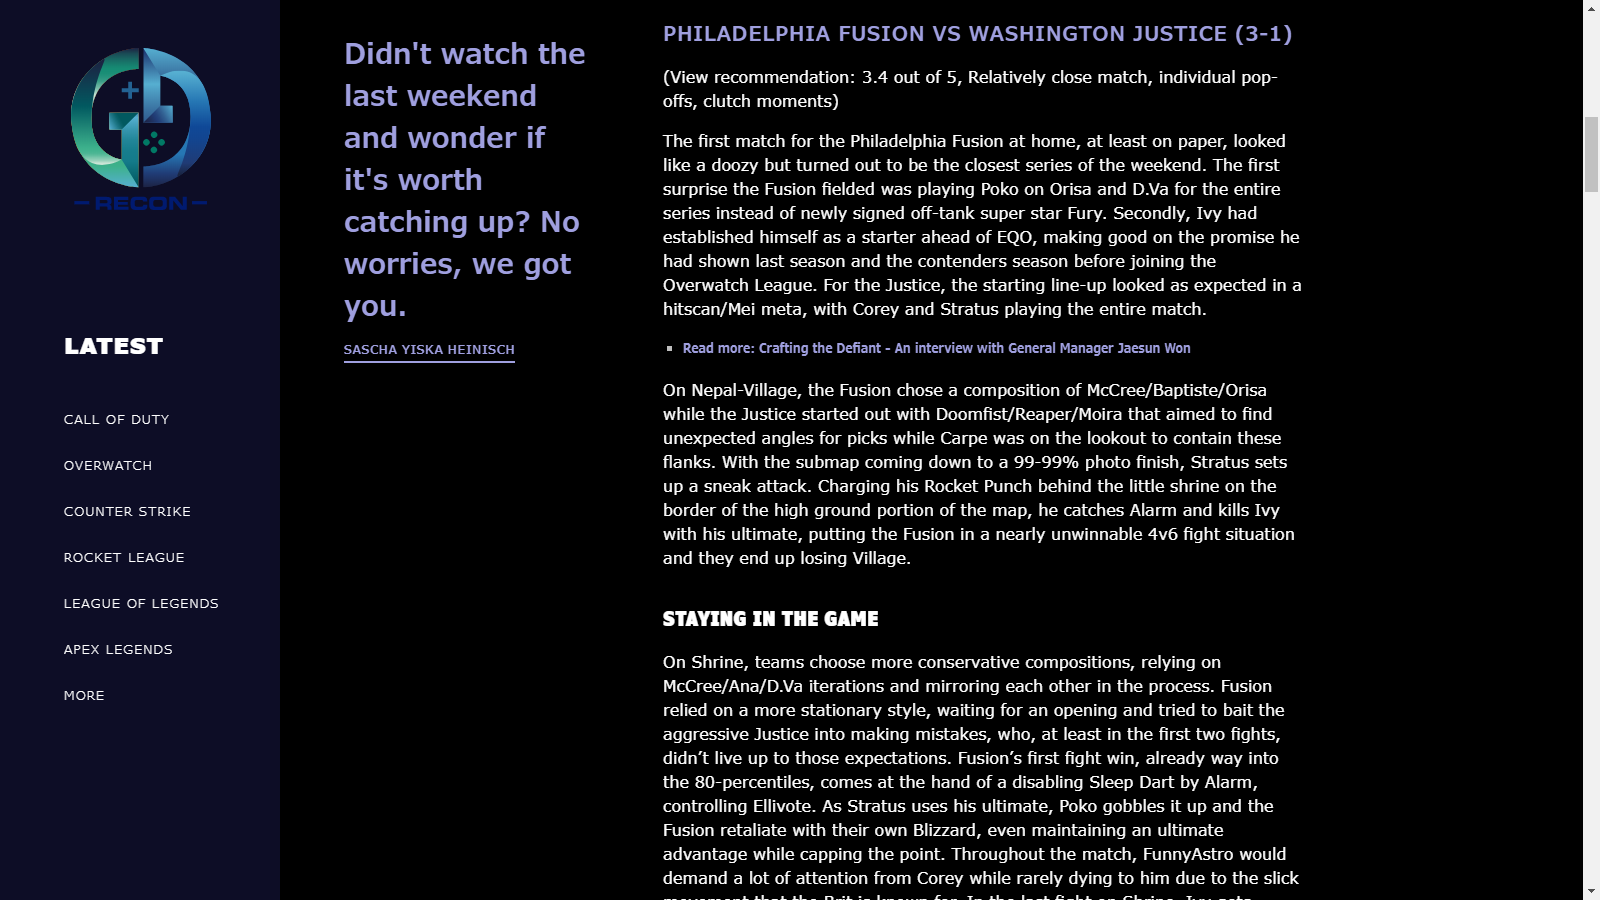 RECON
LATEST
CALL OF DUTY
OVERWATCH
COUNTER STRIKE
ROCKET LEAGUE
LEAGUE OF LEGENDS
APEX LEGENDS
MORE
Didn't watch the
last weekend
and wonder if
it's worth
catching up? No
worries, we got
you.
SASCHA YISKA HEINISCH
PHILADELPHIA FUSION VS WASHINGTON JUSTICE (3-1)
(View recommendation: 3.4 out of 5, Relatively close match, individual pop-
offs, clutch moments)
The first match for the Philadelphia Fusion at home, at least on paper, looked
like a doozy but turned out to be the closest series of the weekend. The first
surprise the Fusion fielded was playing Poko on Orisa and D.Va for the entire
series instead of newly signed off-tank super star Fury. Secondly, Ivy had
established himself as a starter ahead of EQO, making good on the promise he
had shown last season and the contenders season before joining the
Overwatch League. For the Justice, the starting line-up looked as expected in a
hitscan/Mei meta, with Corey and Stratus playing the entire match.
Read more: Crafting the Defiant - An interview with General Manager Jaesun Won
On Nepal-Village, the Fusion chose a composition of McCree/Baptiste/Orisa
while the Justice started out with Doomfist/Reaper/Moira that aimed to find
unexpected angles for picks while Carpe was on the lookout to contain these
flanks. With the submap coming down to a 99-99% photo finish, Stratus sets
up a sneak attack. Charging his Rocket Punch behind the little shrine on the
border of the high ground portion of the map, he catches Alarm and kills Ivy
with his ultimate, putting the Fusion in a nearly unwinnable 4v6 fight situation
and they end up losing Village.
STAYING IN THE GAME
On Shrine, teams choose more conservative compositions, relying on
McCree/Ana/D.Va iterations and mirroring each other in the process. Fusion
relied on a more stationary style, waiting for an opening and tried to bait the
aggressive Justice into making mistakes, who, at least in the first two fights,
didn’t live up to those expectations. Fusion’s first fight win, already way into
the 80-percentiles, comes at the hand of a disabling Sleep Dart by Alarm,
controlling Ellivote. As Stratus uses his ultimate, Poko gobbles it up and the
Fusion retaliate with their own Blizzard, even maintaining an ultimate
advantage while capping the point. Throughout the match, FunnyAstro would
demand a lot of attention from Corey while rarely dying to him due to the slick